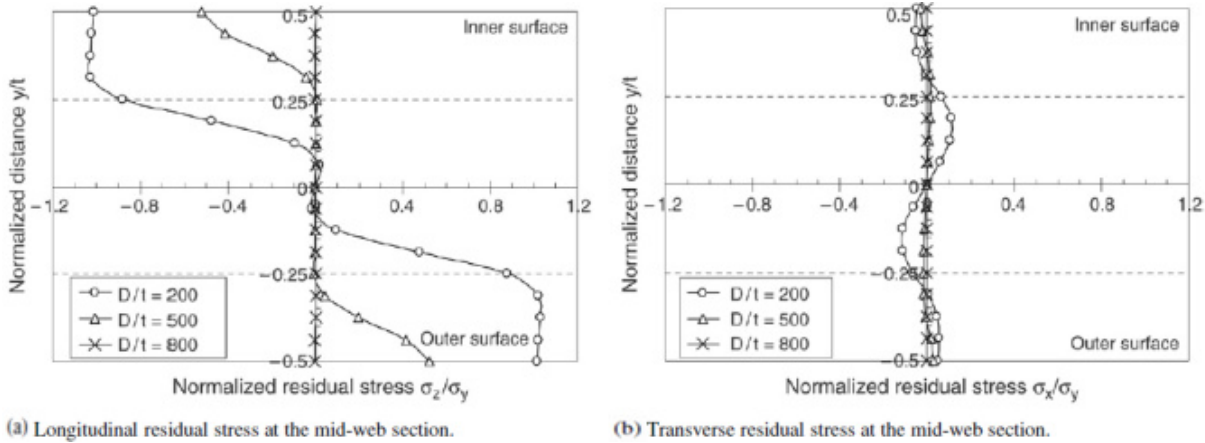 0.5
Inner surface
0.25
0
−1.2 −0.8 −0.4 0.4 0.8 1.2
−0.25
D/t = 200
D/t = 500
D/t = 800
Outer surface
−0.5
Normalized distance y/t
Normalized residual stress σz/σy
(a) Longitudinal residual stress at the mid-web section.
0.5
Inner surface
0.25
0
−1.2 −0.8 −0.4 0.4 0.8 1.2
−0.25
D/t = 200
D/t = 500
D/t = 800
Outer surface
−0.5
Normalized distance y/t
Normalized residual stress σx/σy
(b) Transverse residual stress at the mid-web section.